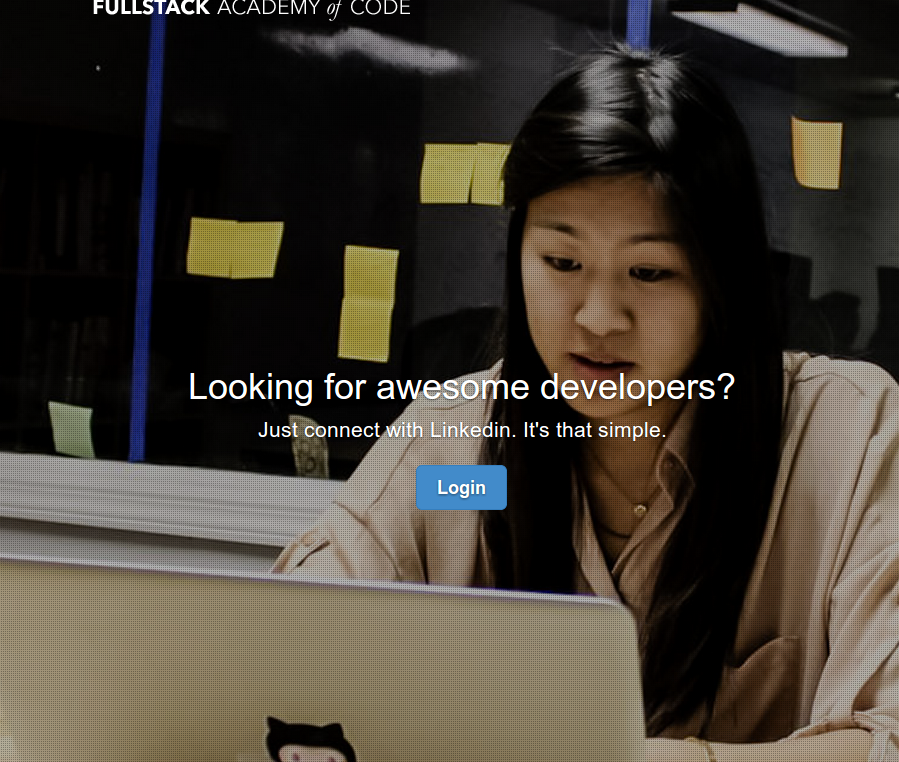 FULLSTACK ACADEMY of CODE
Looking for awesome developers?
Just connect with Linkedin. It's that simple.
Login